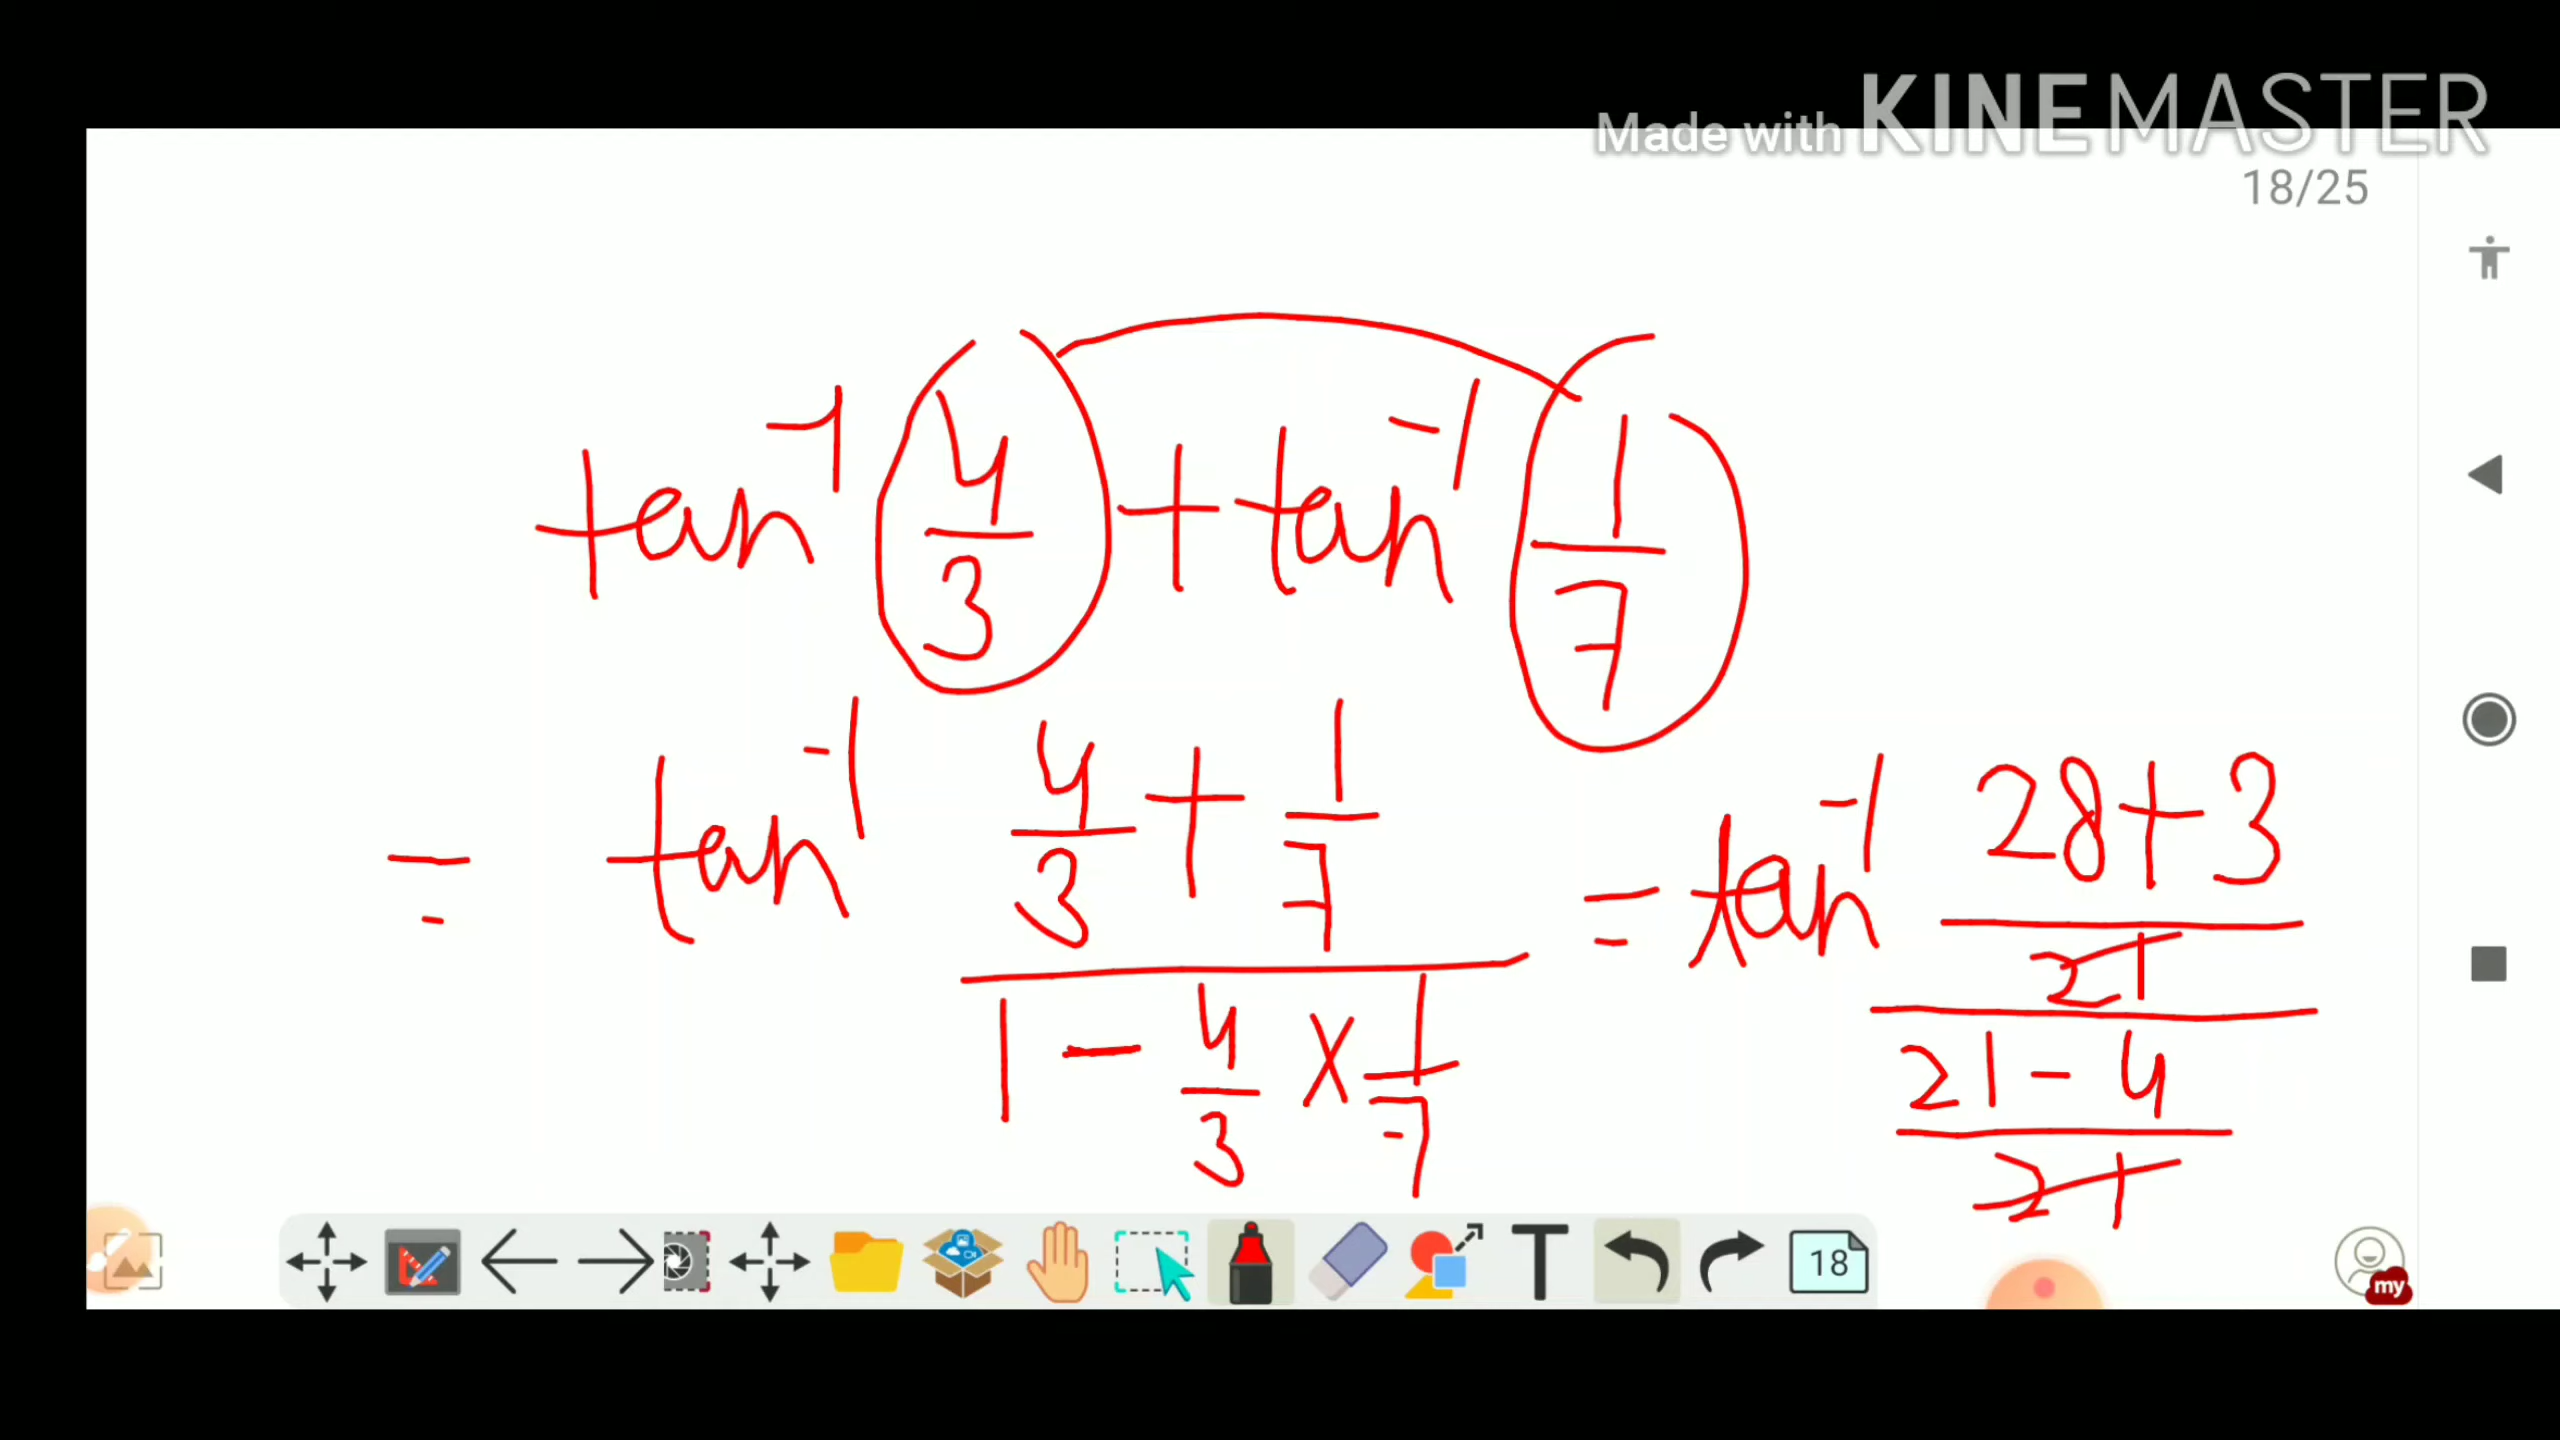 Made with KINEMASTER
18/25
tan⁻¹(4/3) + tan⁻¹(1/7)
= tan⁻¹ (4/3 + 1/7)/(1 - 4/3 × 1/7) = tan⁻¹ ((28+3)/21)/((21-4)/21)
T 18 my